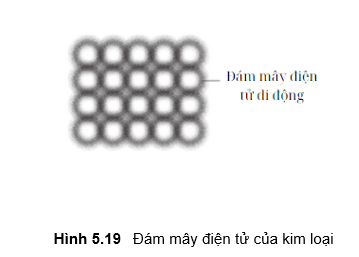 Đám mây điện
tử di động
Hình 5.19 Đám mây điện tử của kim loại